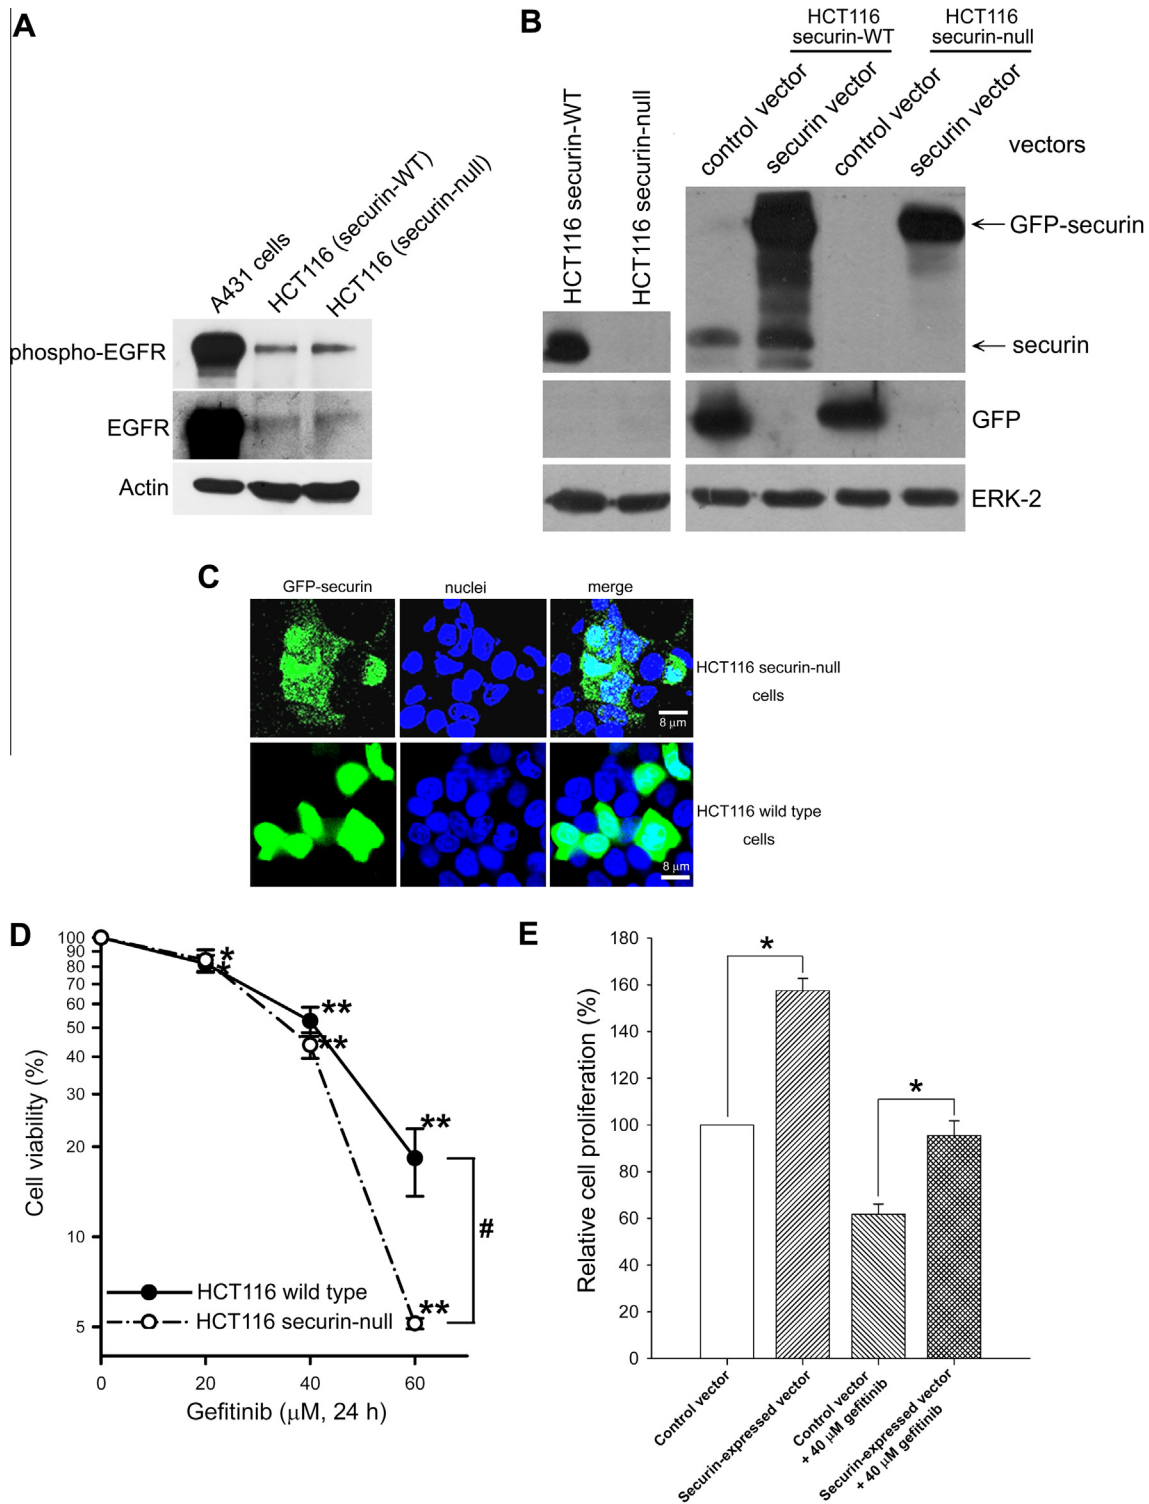 A
A431 cells
HCT116 (securin-WT)
HCT116 (securin-null)
phospho-EGFR
EGFR
Actin
B
HCT116
securin-WT
HCT116
securin-null
HCT116 securin-WT
HCT116 securin-null
control vector
securin vector
control vector
securin vector
vectors
GFP-securin
securin
GFP
ERK-2
C
GFP-securin
nuclei
merge
HCT116 securin-null
cells
8 μm
HCT116 wild type
cells
8 μm
D
100
90
80
70
60
50
40
30
20
10
5
Cell viability (%)
*
*
**
**
**
**
#
HCT116 wild type
HCT116 securin-null
0
20
40
60
Gefitinib (μM, 24 h)
E
180
160
140
120
100
80
60
40
20
0
Relative cell proliferation (%)
*
*
Control vector
Securin-expressed vector
Control vector
+ 40 μM gefitinib
Securin-expressed vector
+ 40 μM gefitinib